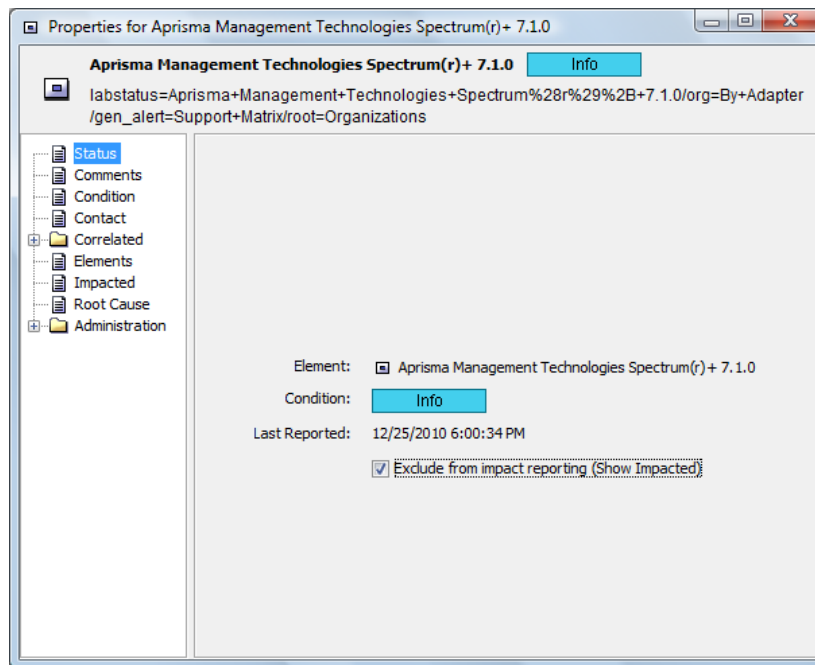 Properties for Aprisma Management Technologies Spectrum(r)+ 7.1.0
Aprisma Management Technologies Spectrum(r)+ 7.1.0 Info
labstatus=Aprisma+Management+Technologies+Spectrum%28r%29%2B+7.1.0/org=By+Adapter
/gen_alert=Support+Matrix/root=Organizations
Status
Comments
Condition
Contact
Correlated
Elements
Impacted
Root Cause
Administration
Element: Aprisma Management Technologies Spectrum(r)+ 7.1.0
Condition: Info
Last Reported: 12/25/2010 6:00:34 PM
Exclude from impact reporting (Show Impacted)